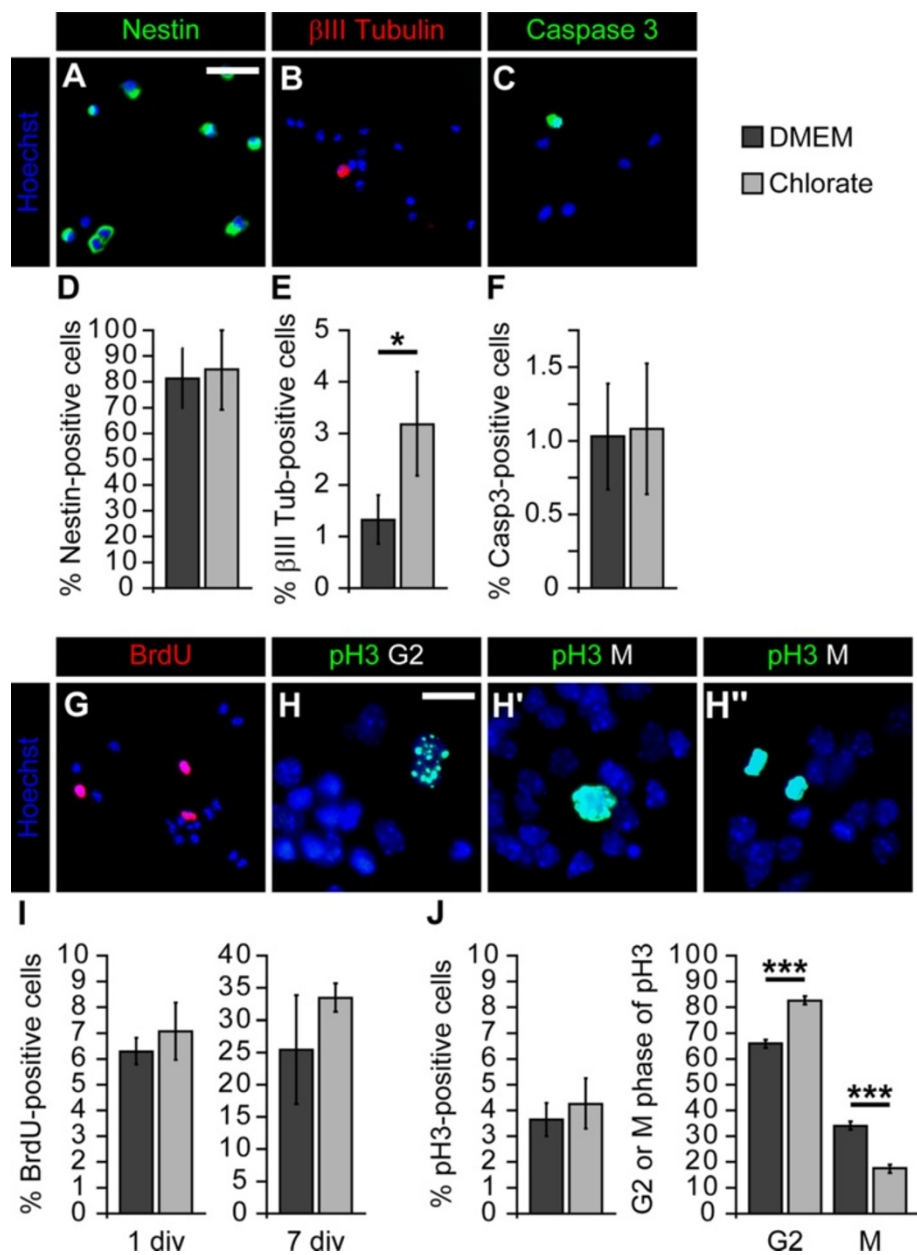 Nestin
βIII Tubulin
Caspase 3
Hoechst
A
B
C
DMEM
Chlorate
D
E
F
% Nestin-positive cells
100
90
80
70
60
50
40
30
20
10
0
% βIII Tub-positive cells
5
4
3
2
1
0
*
% Casp3-positive cells
1.5
1.0
0.5
0
BrdU
pH3 G2
pH3 M
pH3 M
Hoechst
G
H
H'
H"
I
J
% BrdU-positive cells
10
9
8
7
6
5
4
3
2
1
0
1 div
40
35
30
25
20
15
10
5
0
7 div
% pH3-positive cells
10
9
8
7
6
5
4
3
2
1
0
G2 or M phase of pH3
100
90
80
70
60
50
40
30
20
10
0
***
***
G2
M